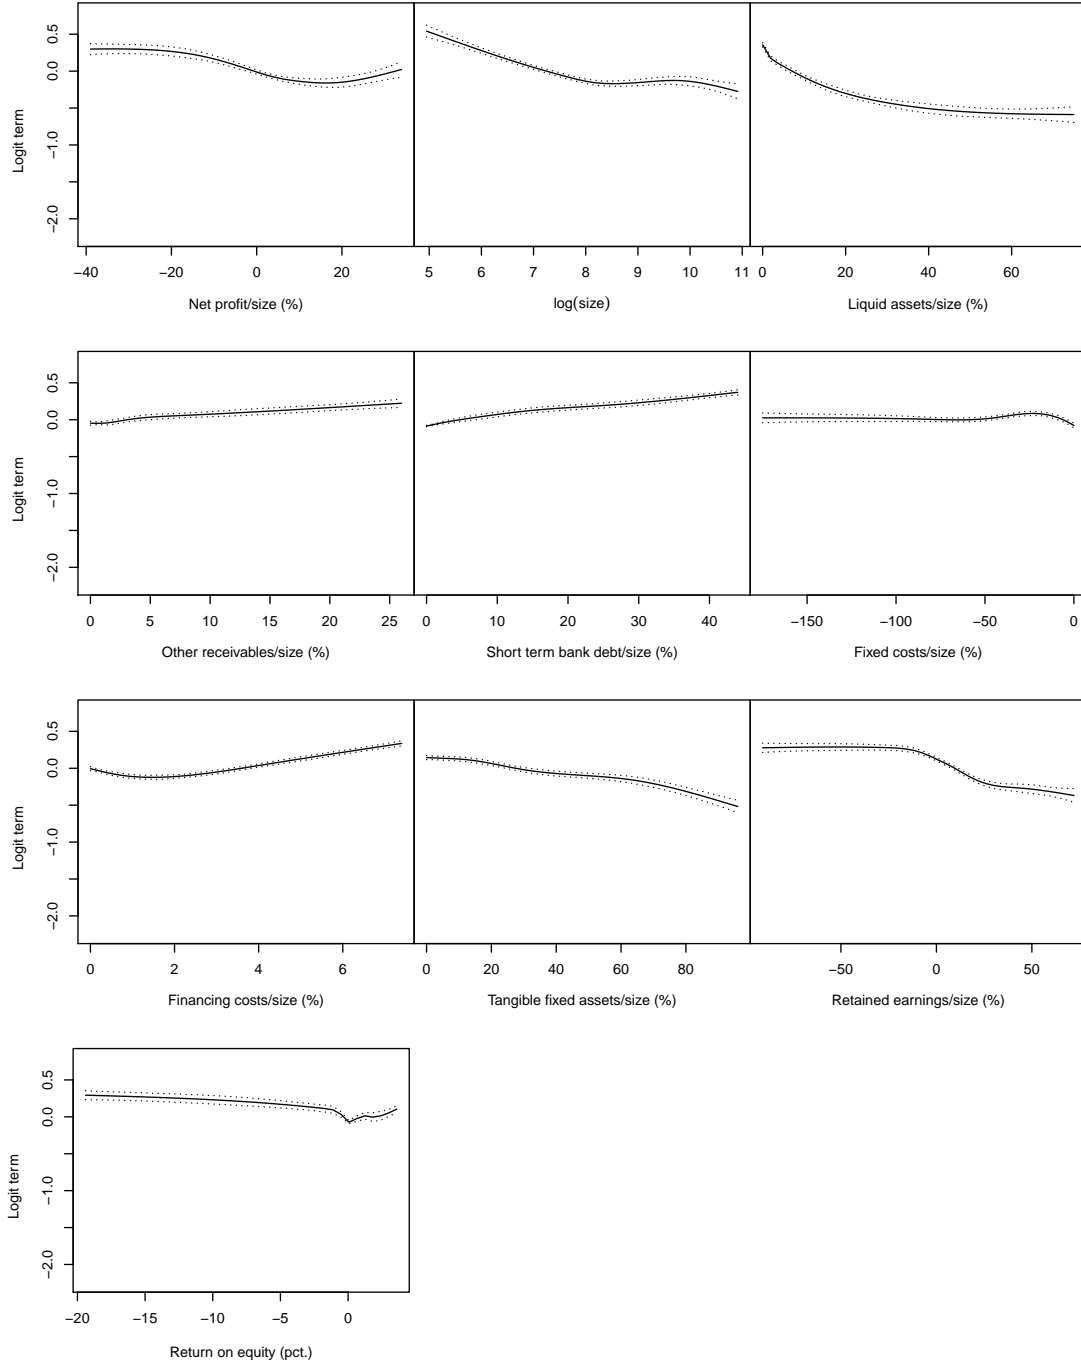 0.5
0.0
−1.0
−2.0
Logit term
−40 −20 0 20
5 6 7 8 9 10 11
0 20 40 60
Net profit/size (%)
log(size)
Liquid assets/size (%)
0.5
0.0
−1.0
−2.0
Logit term
0 5 10 15 20 25
0 10 20 30 40
−150 −100 −50 0
Other receivables/size (%)
Short term bank debt/size (%)
Fixed costs/size (%)
0.5
0.0
−1.0
−2.0
Logit term
0 2 4 6
0 20 40 60 80
−50 0 50
Financing costs/size (%)
Tangible fixed assets/size (%)
Retained earnings/size (%)
0.5
0.0
−1.0
−2.0
Logit term
−20 −15 −10 −5 0
Return on equity (pct.)